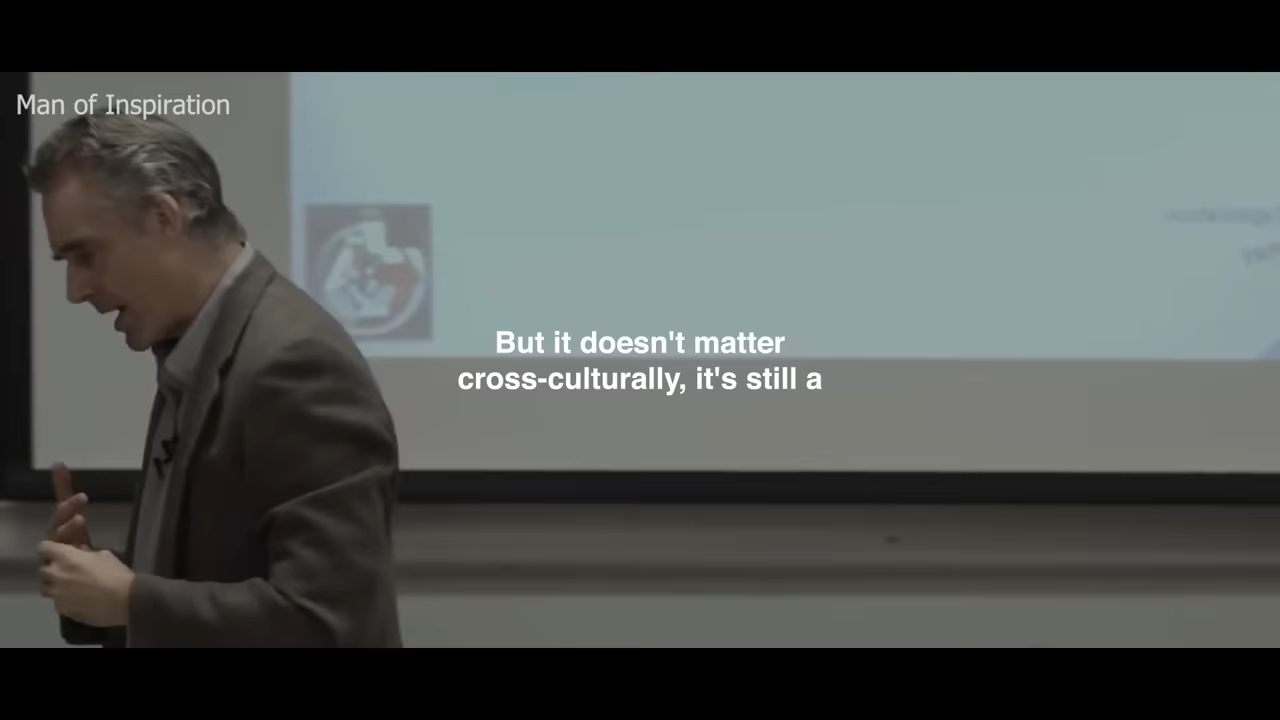 Man of Inspiration
But it doesn't matter
cross-culturally, it's still a